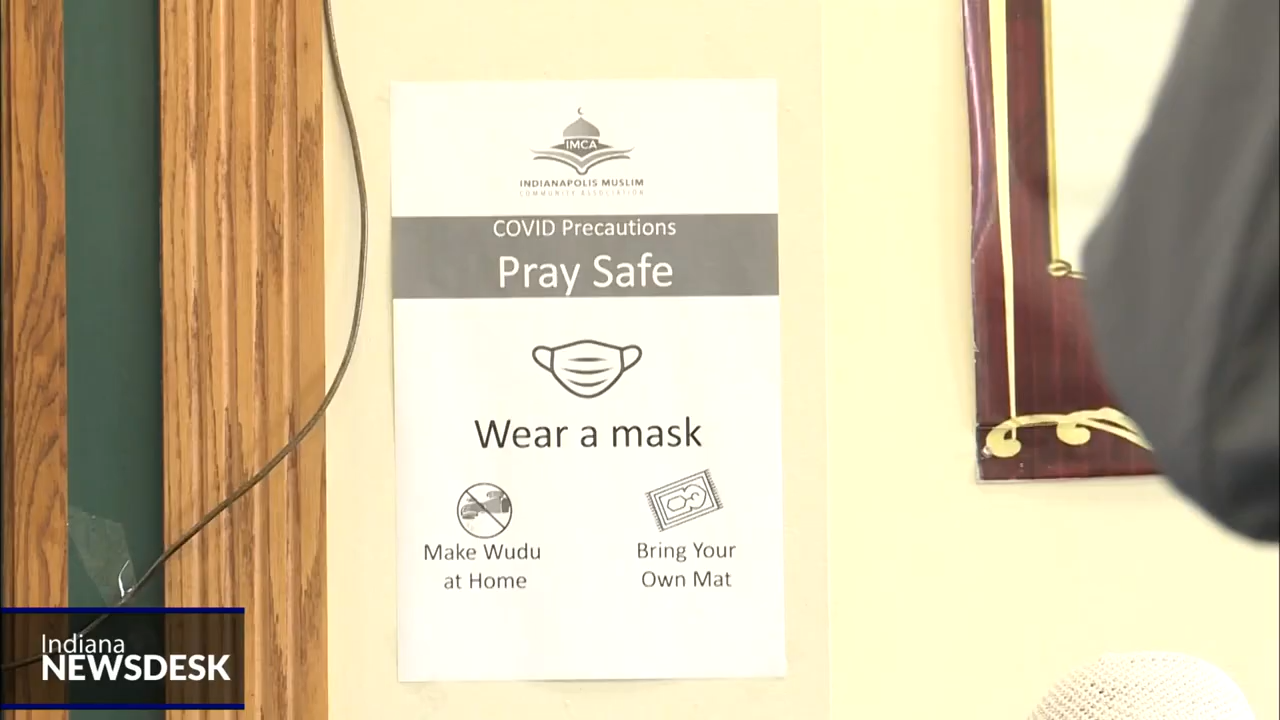 IMCA
INDIANAPOLIS MUSLIM
COMMUNITY ASSOCIATION
COVID Precautions
Pray Safe
Wear a mask
Make Wudu
at Home
Bring Your
Own Mat
Indiana
NEWSDESK